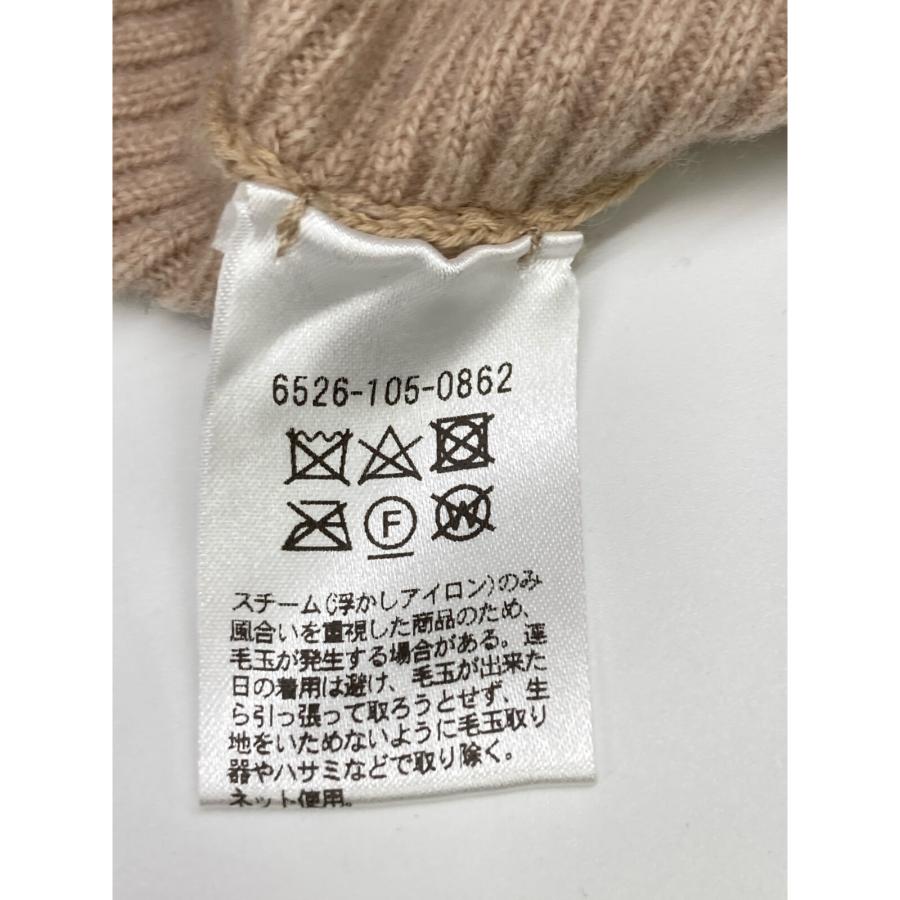 6526-105-0862
F
W
スチーム(浮かしアイロン)のみ
風合いを重視した商品のため、
毛玉が発生する場合がある。連
日の着用は避け、毛玉が出来た
ら引っ張って取ろうとせず、生
地をいためないように毛玉取り
器やハサミなどで取り除く。
ネット使用。